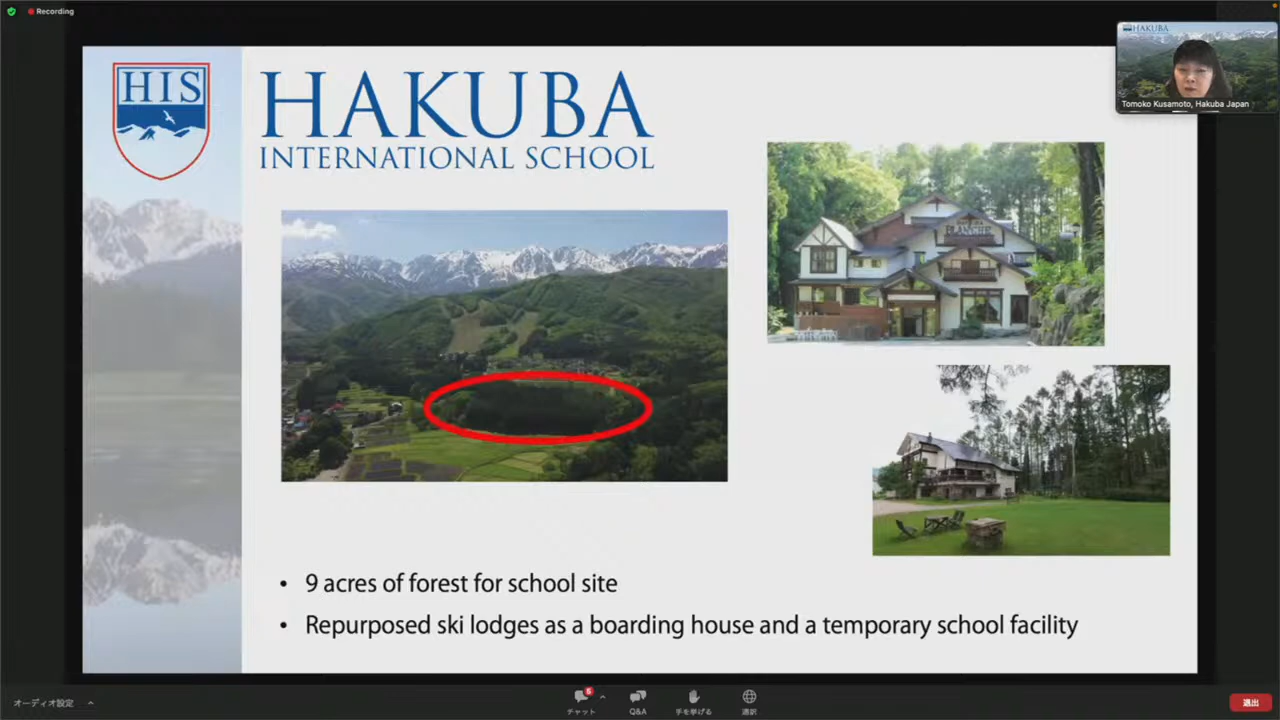 Recording
HIS
HAKUBA
INTERNATIONAL SCHOOL
HAKUBA
Tomoko Kusamoto, Hakuba Japan
BLANCHE
• 9 acres of forest for school site
• Repurposed ski lodges as a boarding house and a temporary school facility
オーディオ設定
6
チャット
Q&A
手を挙げる
通訳
退出